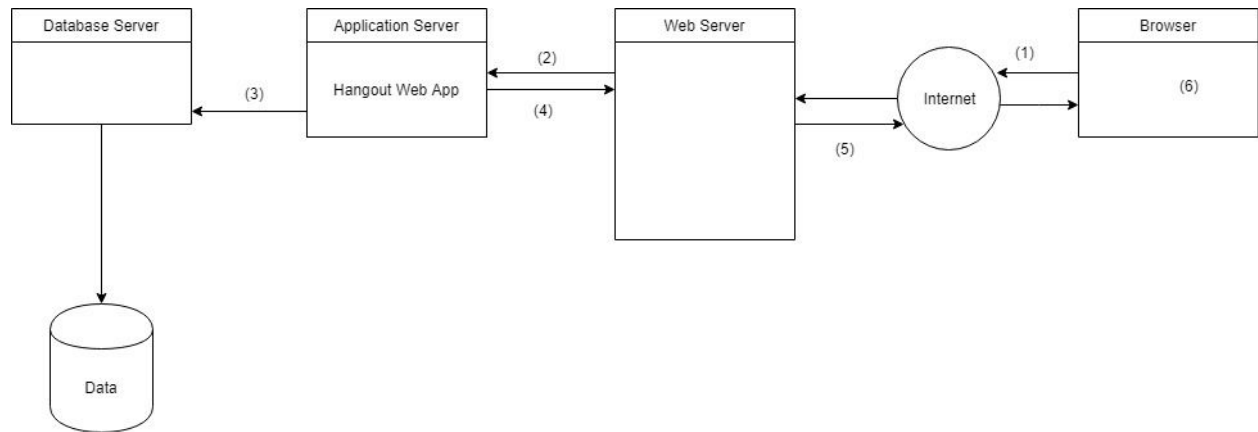 Database Server
Application Server
Web Server
Browser
(1)
(2)
Hangout Web App
(6)
(3)
Internet
(4)
(5)
Data